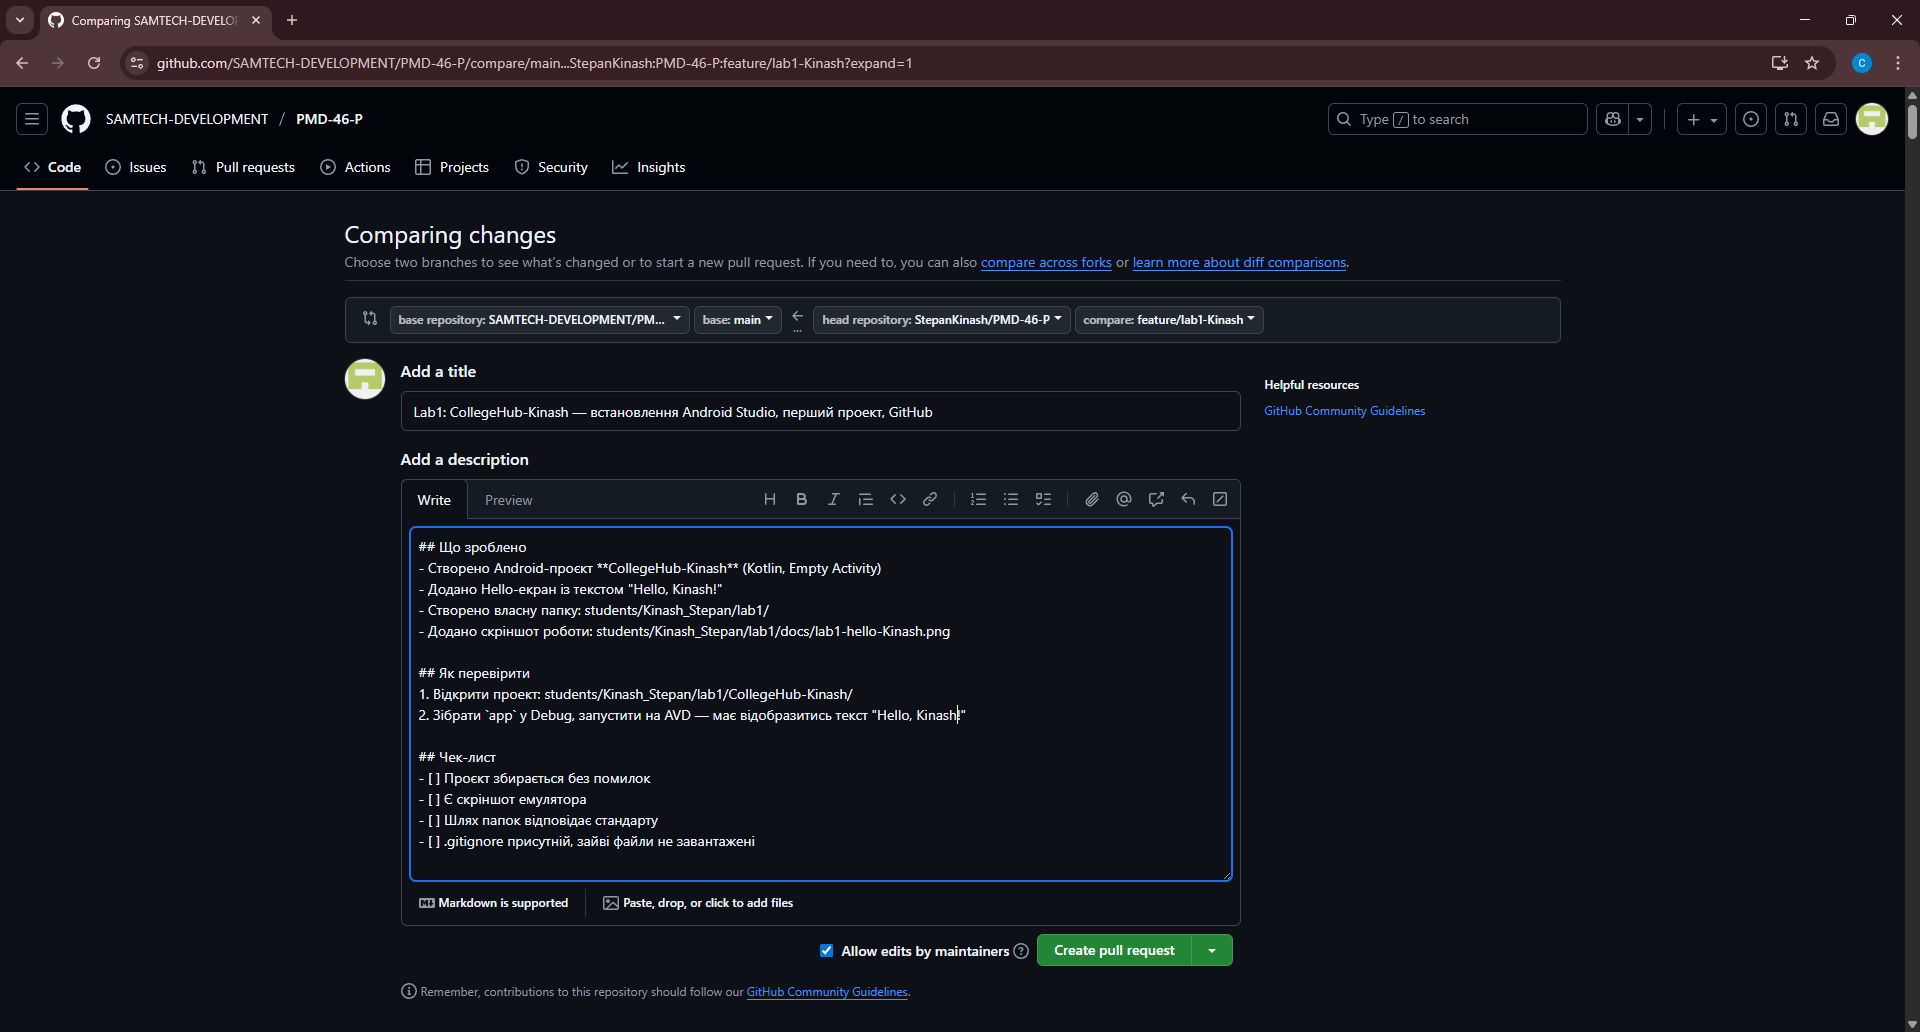 Comparing SAMTECH-DEVELOP
github.com/SAMTECH-DEVELOPMENT/PMD-46-P/compare/main...StepanKinash:PMD-46-P:feature/lab1-Kinash?expand=1
C
SAMTECH-DEVELOPMENT / PMD-46-P
Type / to search
Code Issues Pull requests Actions Projects Security Insights
Comparing changes
Choose two branches to see what's changed or to start a new pull request. If you need to, you can also compare across forks or learn more about diff comparisons.
base repository: SAMTECH-DEVELOPMENT/PM... base: main ... head repository: StepanKinash/PMD-46-P compare: feature/lab1-Kinash
Add a title
Lab1: CollegeHub-Kinash — встановлення Android Studio, перший проект, GitHub
Helpful resources
GitHub Community Guidelines
Add a description
Write Preview
## Що зроблено
- Створено Android-проєкт **CollegeHub-Kinash** (Kotlin, Empty Activity)
- Додано Hello-екран із текстом "Hello, Kinash!"
- Створено власну папку: students/Kinash_Stepan/lab1/
- Додано скріншот роботи: students/Kinash_Stepan/lab1/docs/lab1-hello-Kinash.png
## Як перевірити
1. Відкрити проект: students/Kinash_Stepan/lab1/CollegeHub-Kinash/
2. Зібрати `app` у Debug, запустити на AVD — має відобразитись текст "Hello, Kinash!"
## Чек-лист
- [ ] Проєкт збирається без помилок
- [ ] Є скріншот емулятора
- [ ] Шлях папок відповідає стандарту
- [ ] .gitignore присутній, зайві файли не завантажені
Markdown is supported
Paste, drop, or click to add files
Allow edits by maintainers
Create pull request
Remember, contributions to this repository should follow our GitHub Community Guidelines.